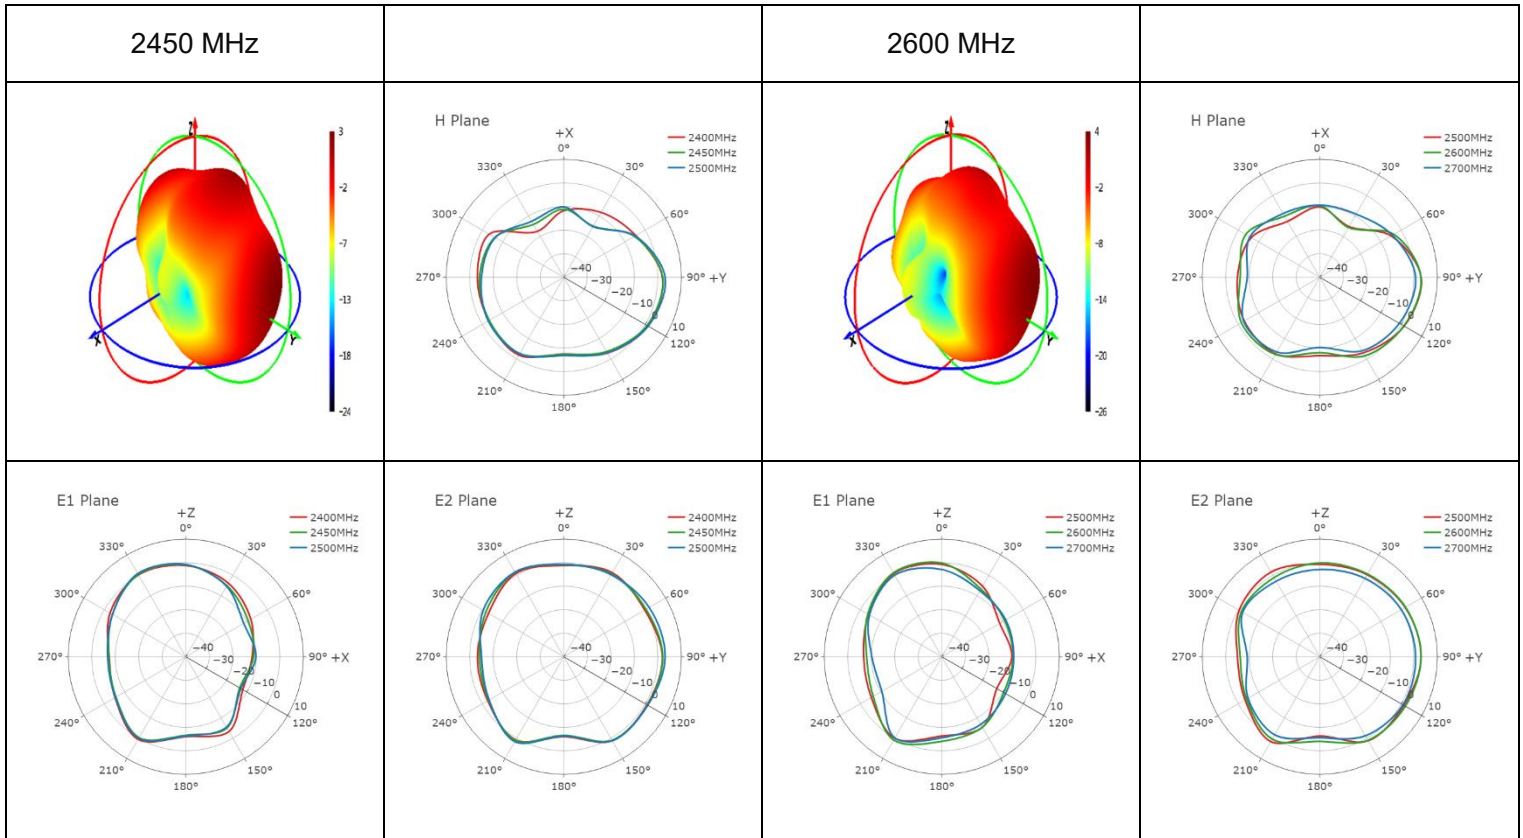 2450 MHz
2600 MHz
Z
X
Y
3
-2
-7
-13
-18
-24
H Plane
+X
0°
30°
60°
90° +Y
120°
150°
180°
210°
240°
270°
300°
330°
−40
−30
−20
−10
0
10
2400MHz
2450MHz
2500MHz
Z
X
Y
4
-2
-8
-14
-20
-26
H Plane
+X
0°
30°
60°
90° +Y
120°
150°
180°
210°
240°
270°
300°
330°
−40
−30
−20
−10
0
10
2500MHz
2600MHz
2700MHz
E1 Plane
+Z
0°
30°
60°
90° +X
120°
150°
180°
210°
240°
270°
300°
330°
−40
−30
−20
−10
0
10
2400MHz
2450MHz
2500MHz
E2 Plane
+Z
0°
30°
60°
90° +Y
120°
150°
180°
210°
240°
270°
300°
330°
−40
−30
−20
−10
0
10
2400MHz
2450MHz
2500MHz
E1 Plane
+Z
0°
30°
60°
90° +X
120°
150°
180°
210°
240°
270°
300°
330°
−40
−30
−20
−10
0
10
2500MHz
2600MHz
2700MHz
E2 Plane
+Z
0°
30°
60°
90° +Y
120°
150°
180°
210°
240°
270°
300°
330°
−40
−30
−20
−10
0
10
2500MHz
2600MHz
2700MHz